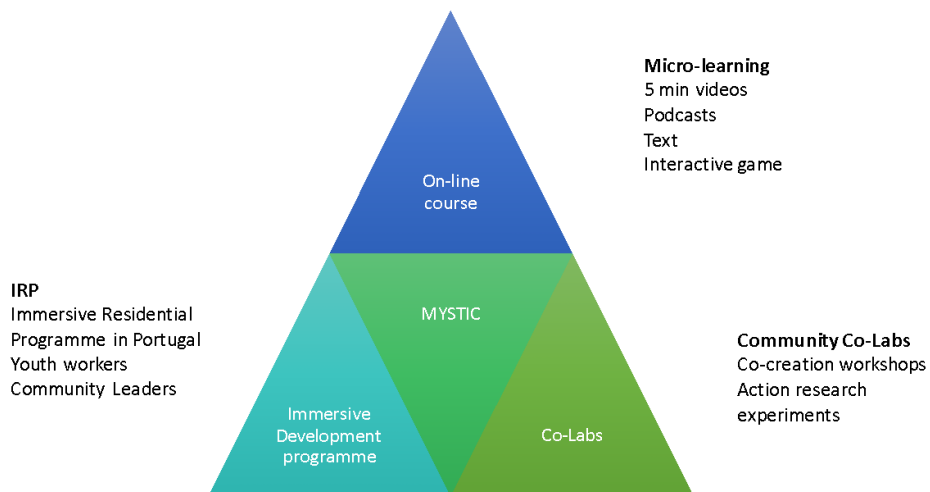 Micro-learning
5 min videos
Podcasts
Text
Interactive game
On-line
course
IRP
Immersive Residential
Programme in Portugal
Youth workers
Community Leaders
MYSTIC
Community Co-Labs
Co-creation workshops
Action research
experiments
Immersive
Development
programme
Co-Labs